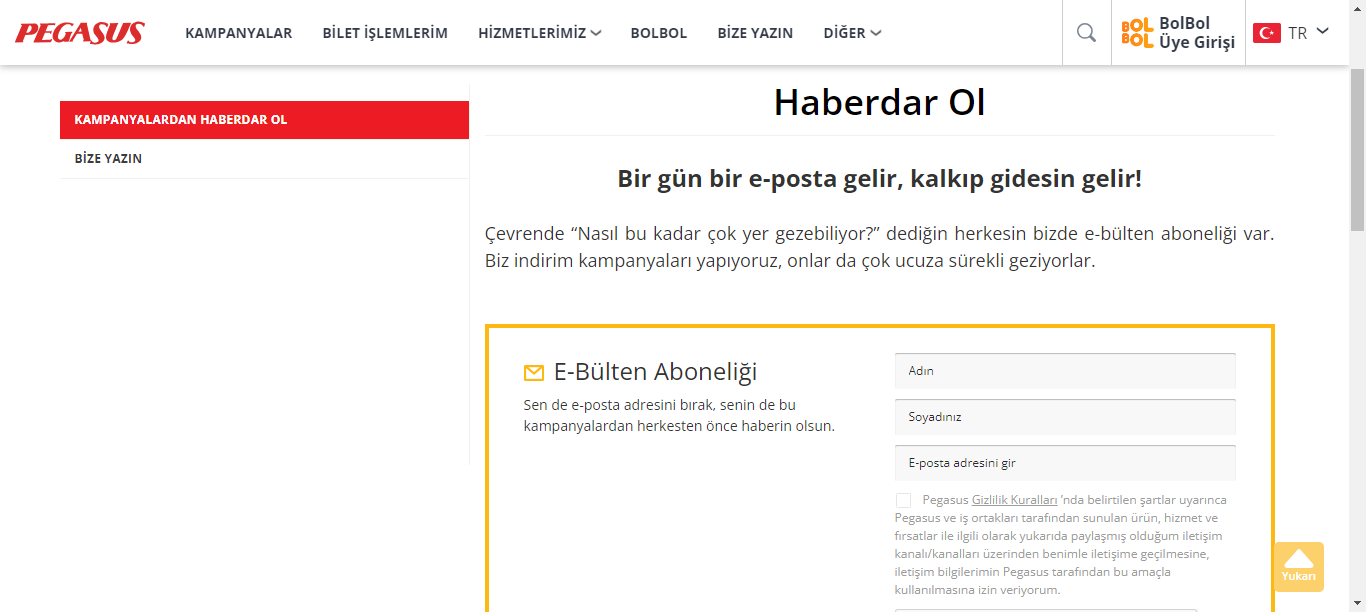 PEGASUS
KAMPANYALAR
BİLET İŞLEMLERİM
HİZMETLERİMİZ
BOLBOL
BİZE YAZIN
DİĞER
BOL
BOL
BolBol
Üye Girişi
TR
KAMPANYALARDAN HABERDAR OL
BİZE YAZIN
Haberdar Ol
Bir gün bir e-posta gelir, kalkıp gidesin gelir!
Çevrende “Nasıl bu kadar çok yer gezebiliyor?” dediğin herkesin bizde e-bülten aboneliği var.
Biz indirim kampanyaları yapıyoruz, onlar da çok ucuza sürekli geziyorlar.
E-Bülten Aboneliği
Sen de e-posta adresini bırak, senin de bu
kampanyalardan herkesten önce haberin olsun.
Adın
Soyadınız
E-posta adresini gir
Pegasus Gizlilik Kuralları ’nda belirtilen şartlar uyarınca
Pegasus ve iş ortakları tarafından sunulan ürün, hizmet ve
fırsatlar ile ilgili olarak yukarıda paylaşmış olduğum iletişim
kanalı/kanalları üzerinden benimle iletişime geçilmesine,
iletişim bilgilerimin Pegasus tarafından bu amaçla
kullanılmasına izin veriyorum.
Yukarı